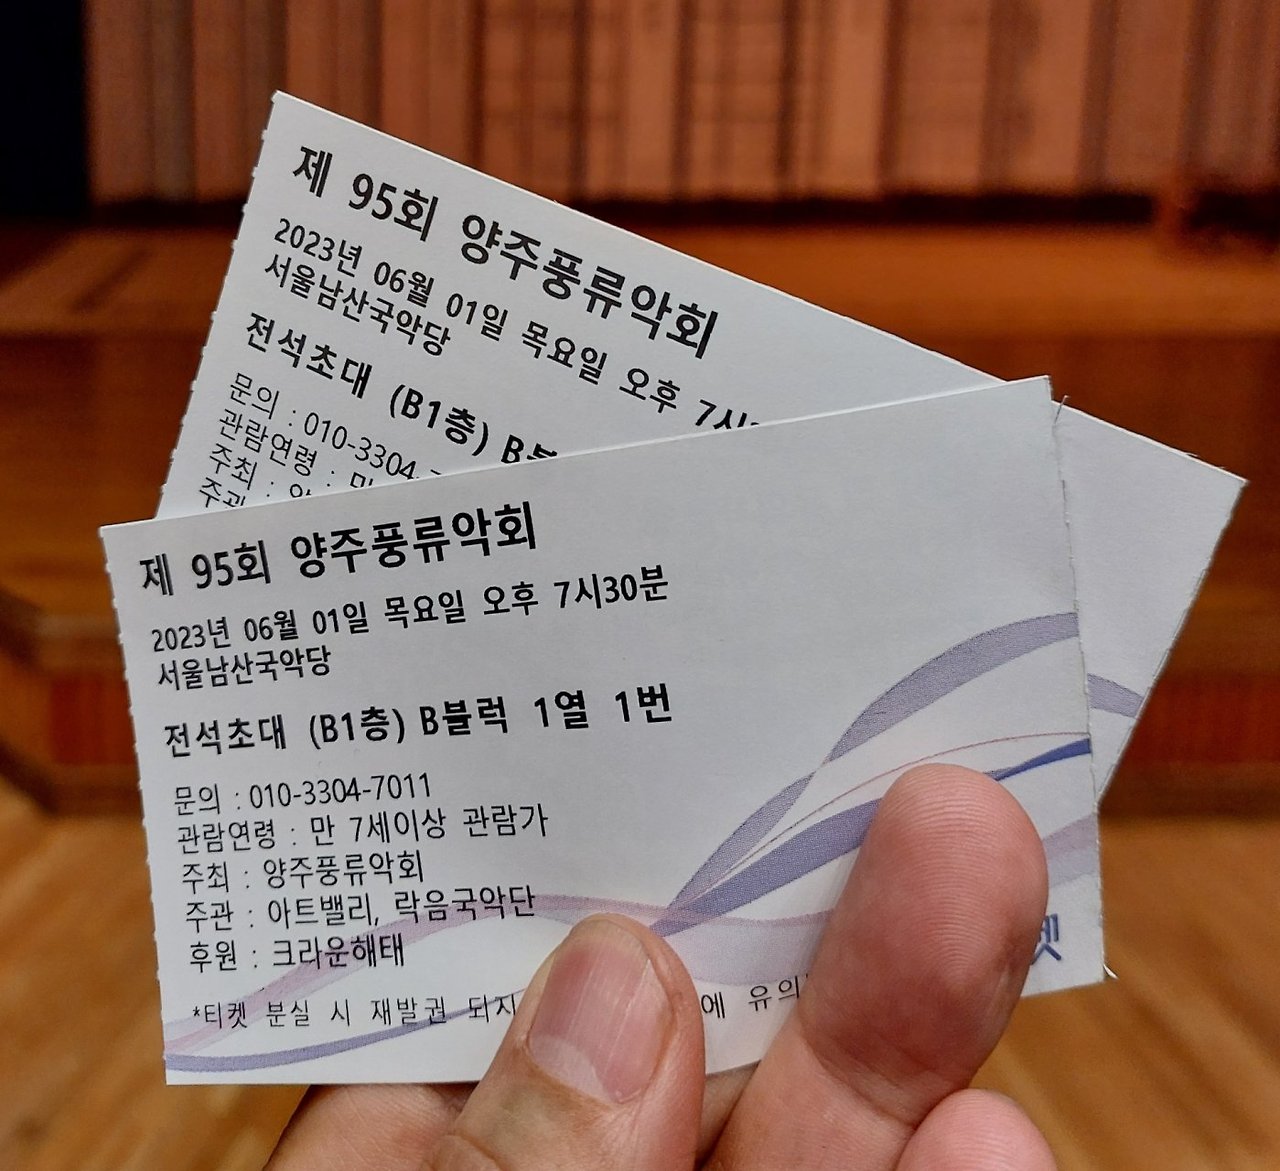 제 95회 양주풍류악회
2023년 06월 01일 목요일 오후 7시
서울남산국악당
전석초대 (B1층) B
문의 : 010-3304-
관람연령 : 만
주최 :
주관 :
제 95회 양주풍류악회
2023년 06월 01일 목요일 오후 7시30분
서울남산국악당
전석초대 (B1층) B블럭 1열 1번
문의 : 010-3304-7011
관람연령 : 만 7세이상 관람가
주최 : 양주풍류악회
주관 : 아트밸리, 락음국악단
후원 : 크라운해태
*티켓 분실 시 재발권 되지 에 유의
켓